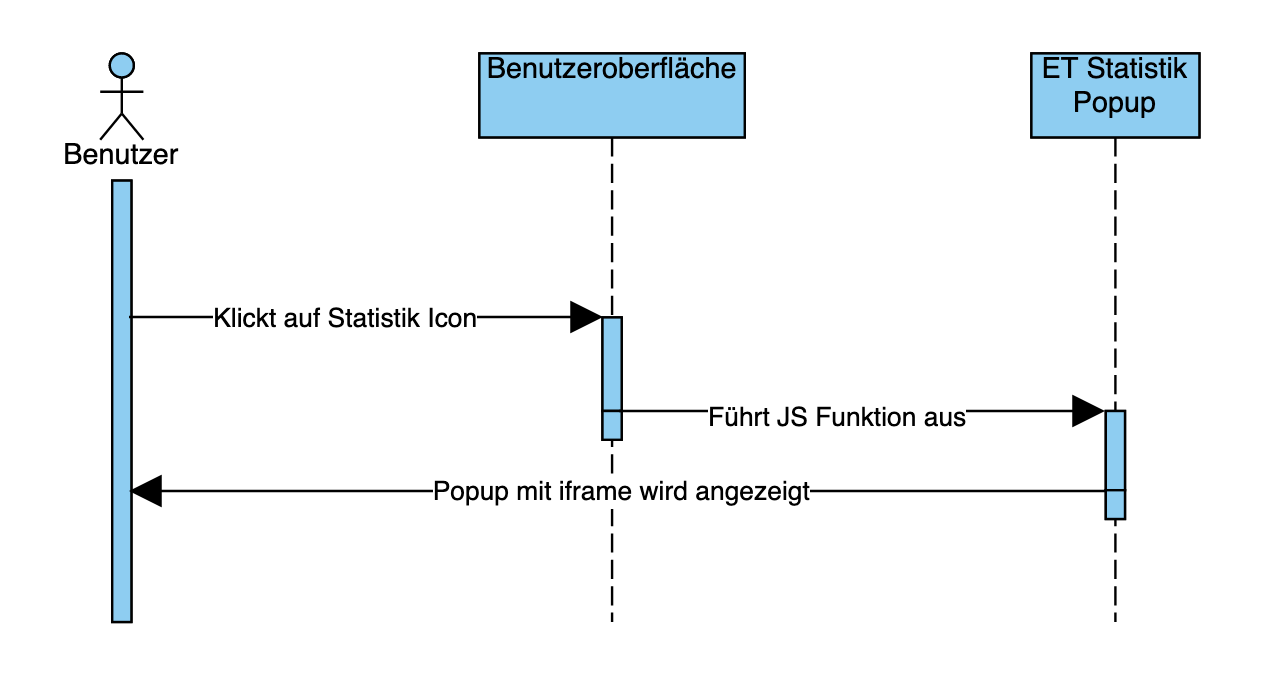 Benutzer
Benutzeroberfläche
ET Statistik
Popup
Klickt auf Statistik Icon
Führt JS Funktion aus
Popup mit iframe wird angezeigt